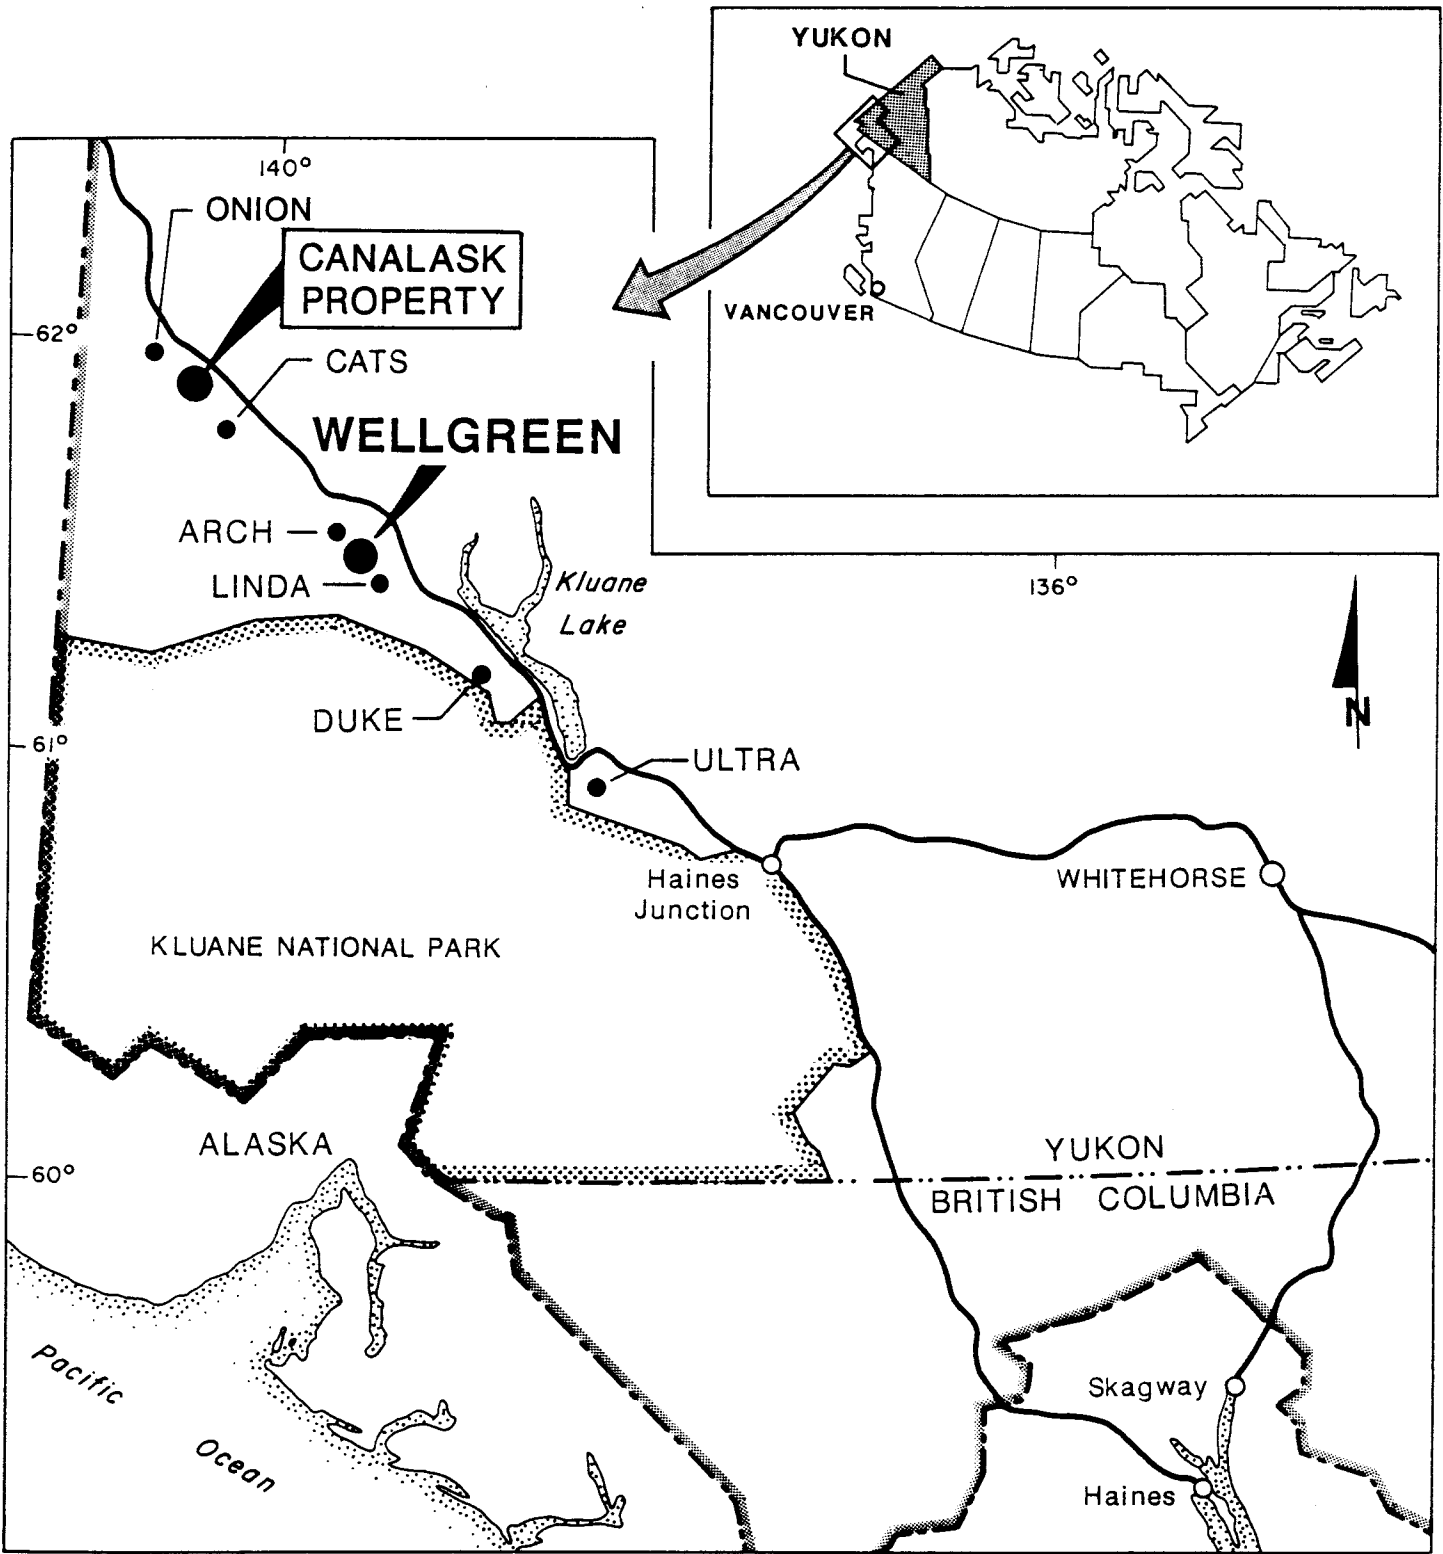 YUKON
VANCOUVER
140°
ONION
CANALASK
PROPERTY
62°
CATS
WELLGREEN
ARCH
LINDA
Kluane
Lake
136°
N
DUKE
61°
ULTRA
Haines
Junction
WHITEHORSE
KLUANE NATIONAL PARK
ALASKA
YUKON
60°
BRITISH COLUMBIA
Pacific
Ocean
Skagway
Haines